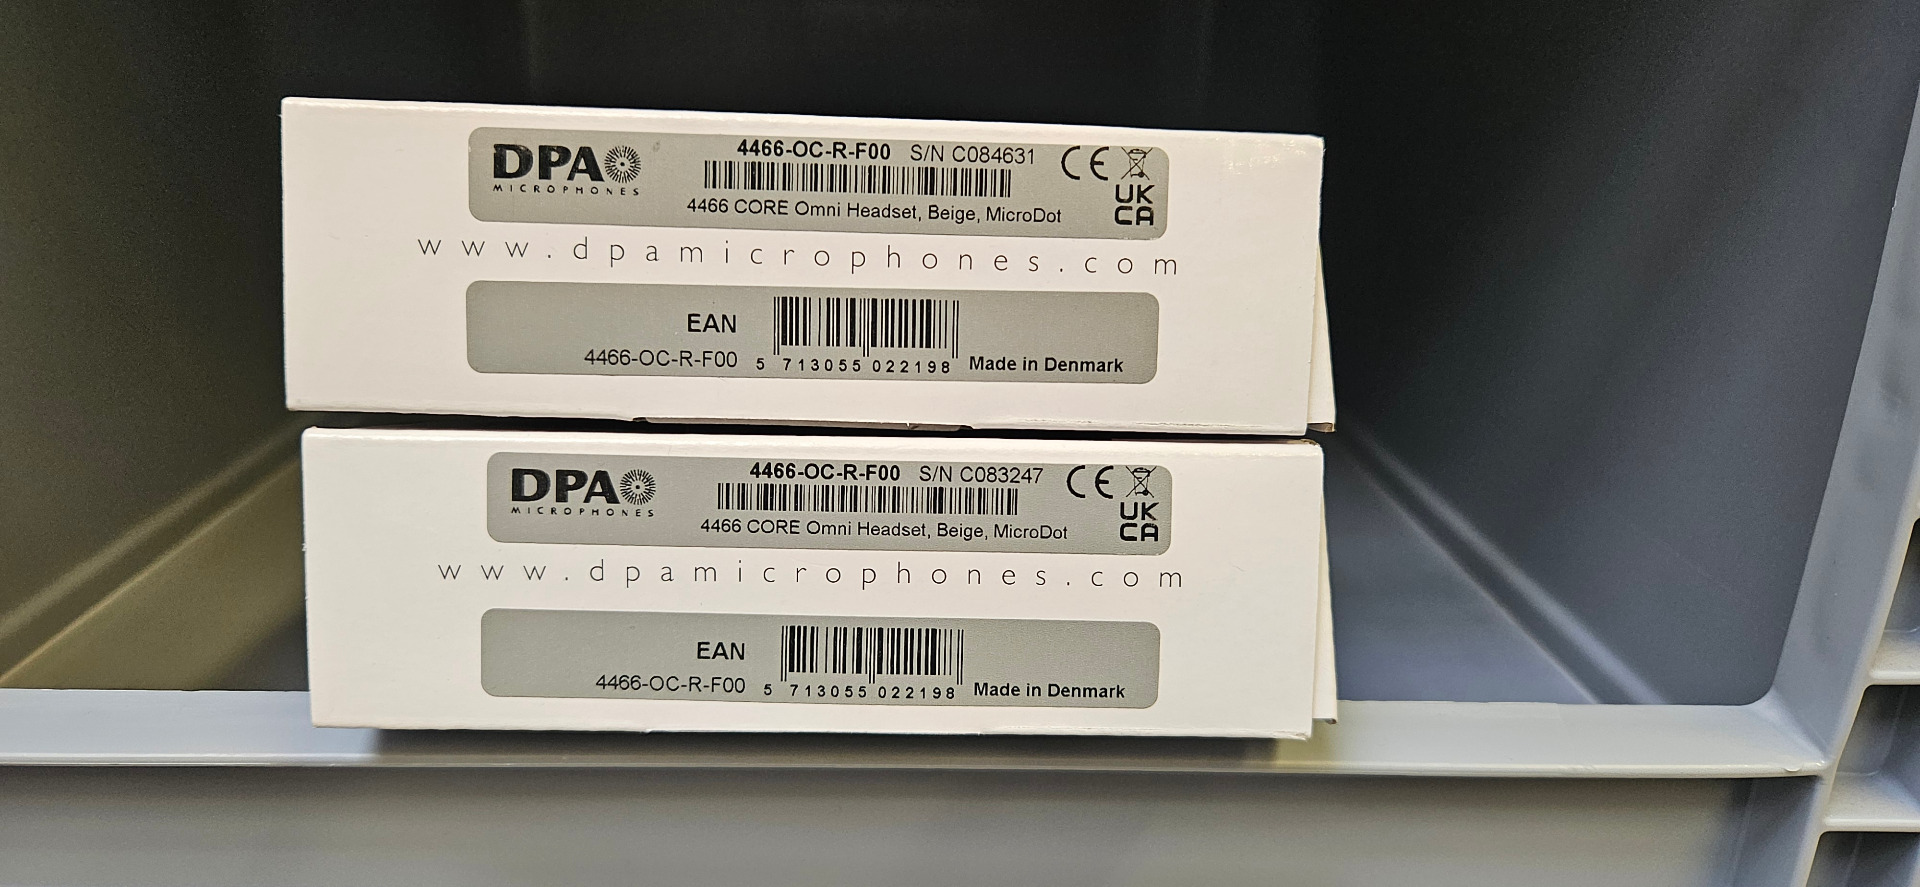 DPA
MICROPHONES
4466-OC-R-F00 S/N C084631
4466 CORE Omni Headset, Beige, MicroDot
CE
UK
CA
www.dpamicrophones.com
EAN
4466-OC-R-F00 5 713055 022198 Made in Denmark
DPA
MICROPHONES
4466-OC-R-F00 S/N C083247
4466 CORE Omni Headset, Beige, MicroDot
CE
UK
CA
www.dpamicrophones.com
EAN
4466-OC-R-F00 5 713055 022198 Made in Denmark